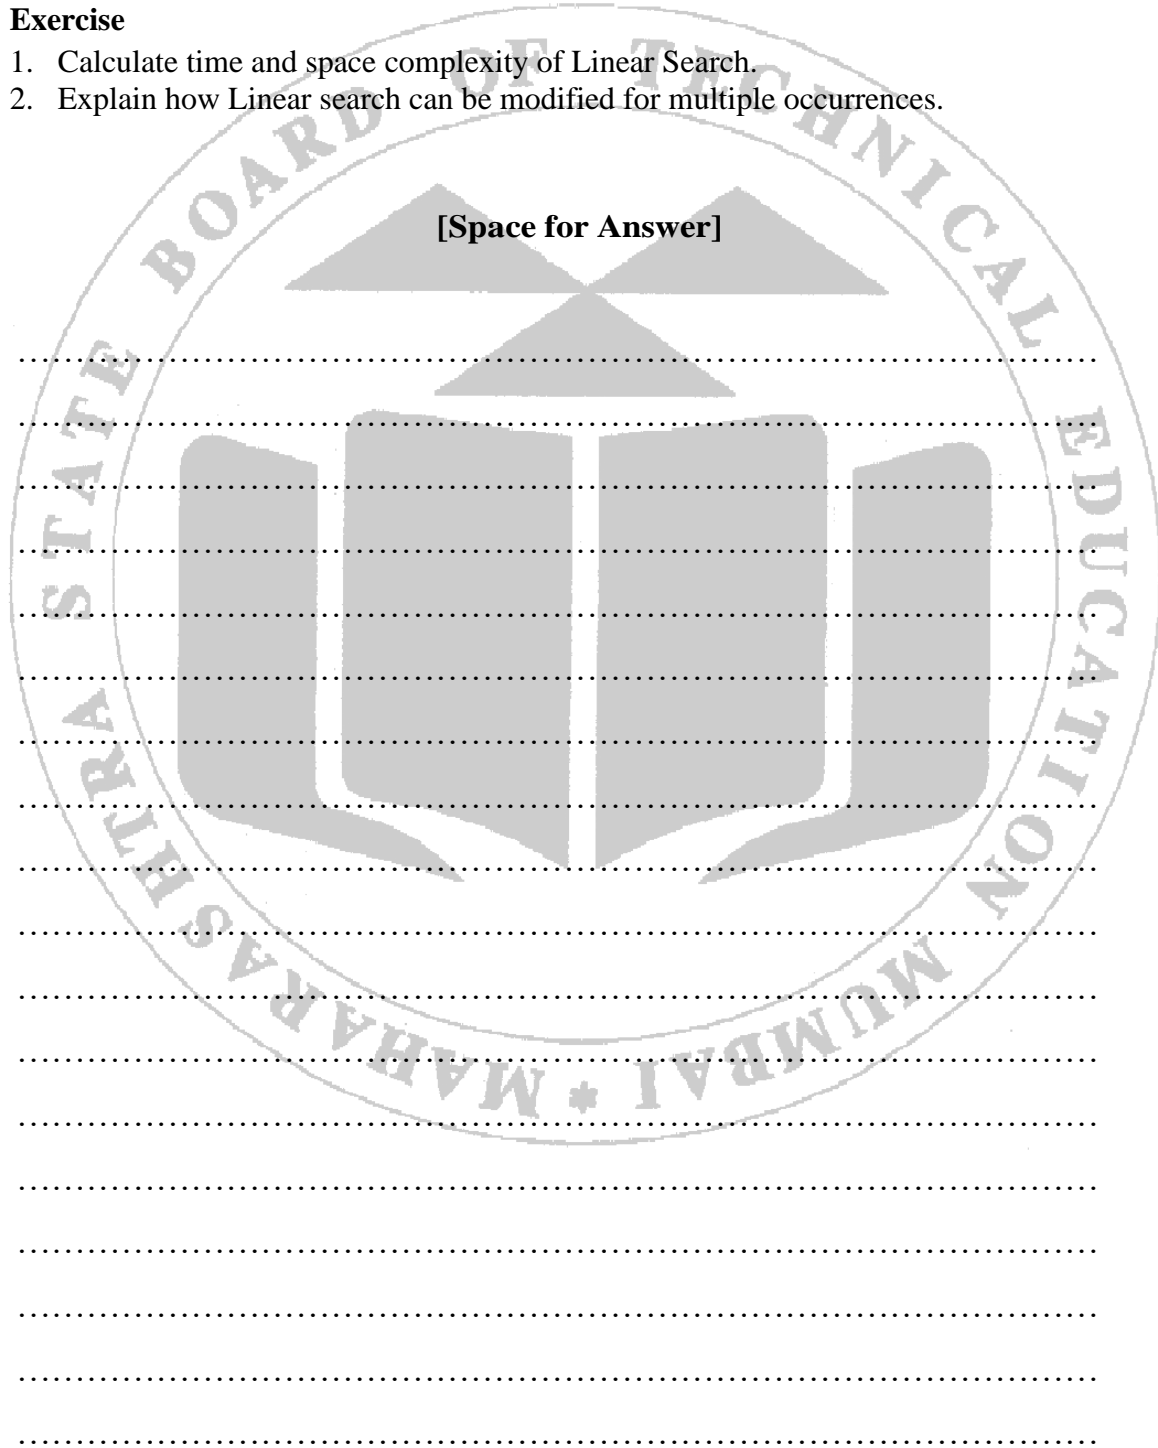 Exercise
1. Calculate time and space complexity of Linear Search.
2. Explain how Linear search can be modified for multiple occurrences.
[Space for Answer]
MAHARASHTRA STATE BOARD OF TECHNICAL EDUCATION MUMBAI *